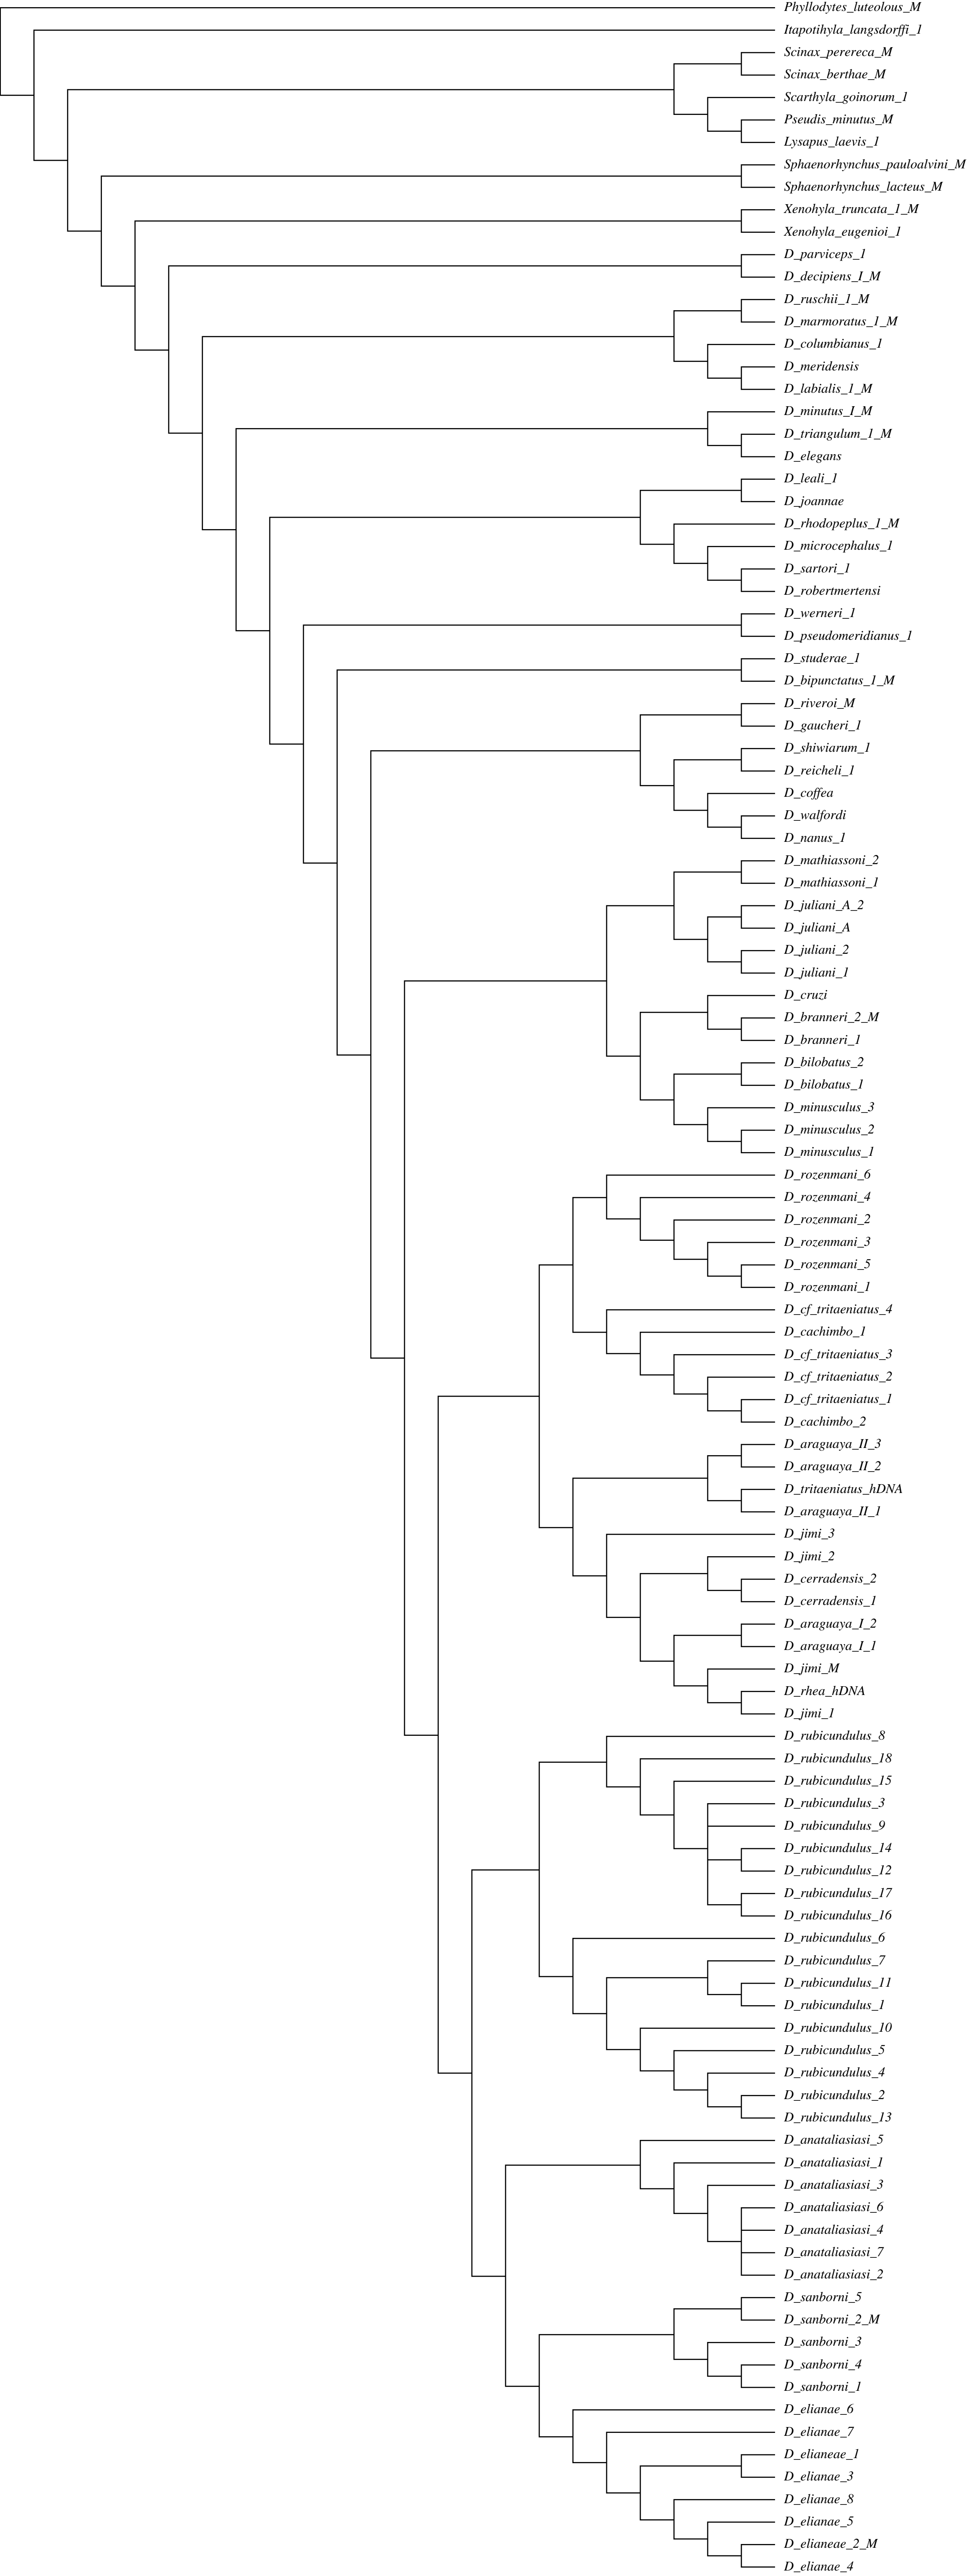 Phyllodytes_luteolous_M
Itapotihyla_langsdorffi_1
Scinax_perereca_M
Scinax_berthae_M
Scarthyla_goinorum_1
Pseudis_minutus_M
Lysapus_laevis_1
Sphaenorhynchus_pauloalvini_M
Sphaenorhynchus_lacteus_M
Xenohyla_truncata_1_M
Xenohyla_eugenioi_1
D_parviceps_1
D_decipiens_I_M
D_ruschii_1_M
D_marmoratus_1_M
D_columbianus_1
D_meridensis
D_labialis_1_M
D_minutus_I_M
D_triangulum_1_M
D_elegans
D_leali_1
D_joannae
D_rhodopeplus_1_M
D_microcephalus_1
D_sartori_1
D_robertmertensi
D_werneri_1
D_pseudomeridianus_1
D_studerae_1
D_bipunctatus_1_M
D_riveroi_M
D_gaucheri_1
D_shiwiarum_1
D_reicheli_1
D_coffea
D_walfordi
D_nanus_1
D_mathiassoni_2
D_mathiassoni_1
D_juliani_A_2
D_juliani_A
D_juliani_2
D_juliani_1
D_cruzi
D_branneri_2_M
D_branneri_1
D_bilobatus_2
D_bilobatus_1
D_minusculus_3
D_minusculus_2
D_minusculus_1
D_rozenmani_6
D_rozenmani_4
D_rozenmani_2
D_rozenmani_3
D_rozenmani_5
D_rozenmani_1
D_cf_tritaeniatus_4
D_cachimbo_1
D_cf_tritaeniatus_3
D_cf_tritaeniatus_2
D_cf_tritaeniatus_1
D_cachimbo_2
D_araguaya_II_3
D_araguaya_II_2
D_tritaeniatus_hDNA
D_araguaya_II_1
D_jimi_3
D_jimi_2
D_cerradensis_2
D_cerradensis_1
D_araguaya_I_2
D_araguaya_I_1
D_jimi_M
D_rhea_hDNA
D_jimi_1
D_rubicundulus_8
D_rubicundulus_18
D_rubicundulus_15
D_rubicundulus_3
D_rubicundulus_9
D_rubicundulus_14
D_rubicundulus_12
D_rubicundulus_17
D_rubicundulus_16
D_rubicundulus_6
D_rubicundulus_7
D_rubicundulus_11
D_rubicundulus_1
D_rubicundulus_10
D_rubicundulus_5
D_rubicundulus_4
D_rubicundulus_2
D_rubicundulus_13
D_anataliasiasi_5
D_anataliasiasi_1
D_anataliasiasi_3
D_anataliasiasi_6
D_anataliasiasi_4
D_anataliasiasi_7
D_anataliasiasi_2
D_sanborni_5
D_sanborni_2_M
D_sanborni_3
D_sanborni_4
D_sanborni_1
D_elianae_6
D_elianae_7
D_elianeae_1
D_elianae_3
D_elianae_8
D_elianae_5
D_elianeae_2_M
D_elianae_4